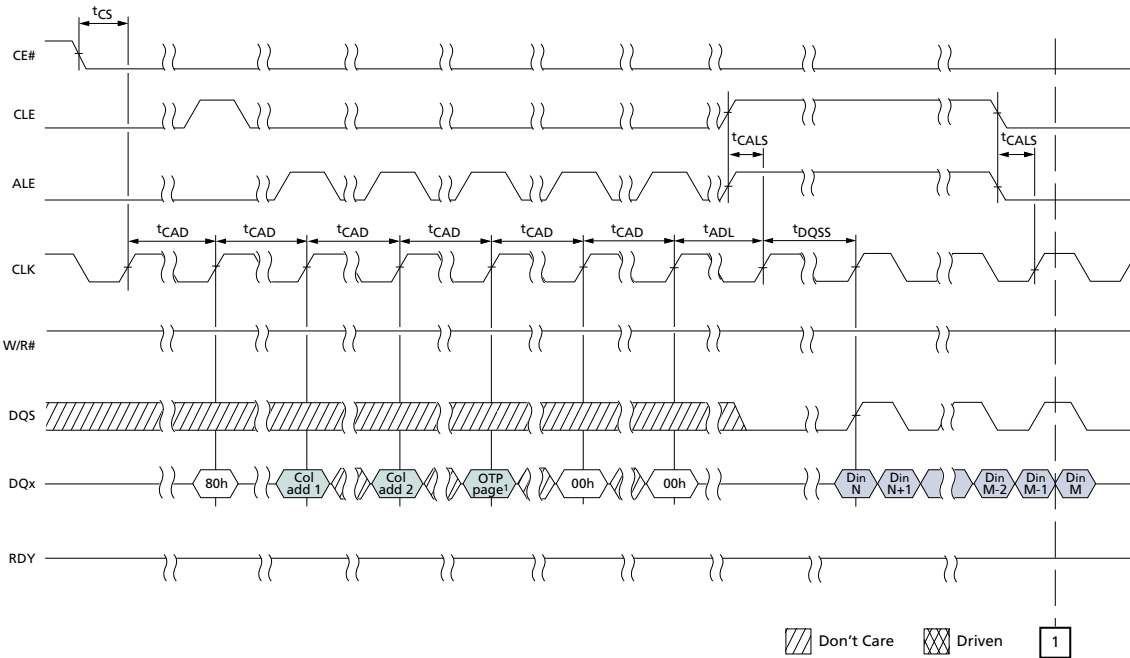 tCS
CE#
CLE
tCALS
tCALS
ALE
tCAD
tCAD
tCAD
tCAD
tCAD
tCAD
tADL
tDQSS
CLK
W/R#
DQS
DQx
80h
Col add 1
Col add 2
OTP page1
00h
00h
Din N
Din N+1
Din M-2
Din M-1
Din M
RDY
Don't Care
Driven
1